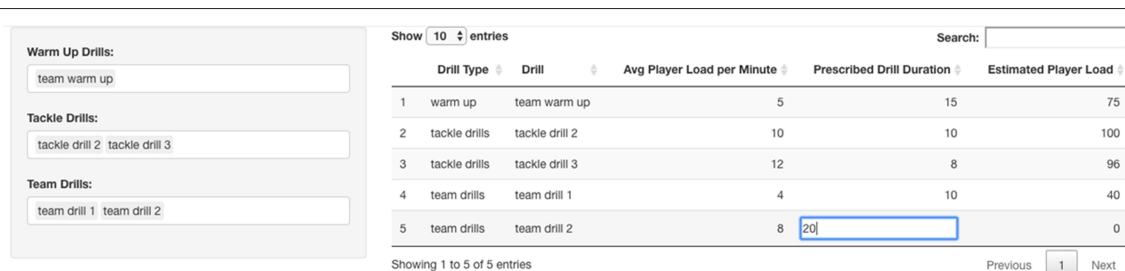 Warm Up Drills:
team warm up
Tackle Drills:
tackle drill 2 tackle drill 3
Team Drills:
team drill 1 team drill 2
Show 10 entries
Search:
Drill Type Drill Avg Player Load per Minute Prescribed Drill Duration Estimated Player Load
1 warm up team warm up 5 15 75
2 tackle drills tackle drill 2 10 10 100
3 tackle drills tackle drill 3 12 8 96
4 team drills team drill 1 4 10 40
5 team drills team drill 2 8 20 0
Showing 1 to 5 of 5 entries
Previous 1 Next